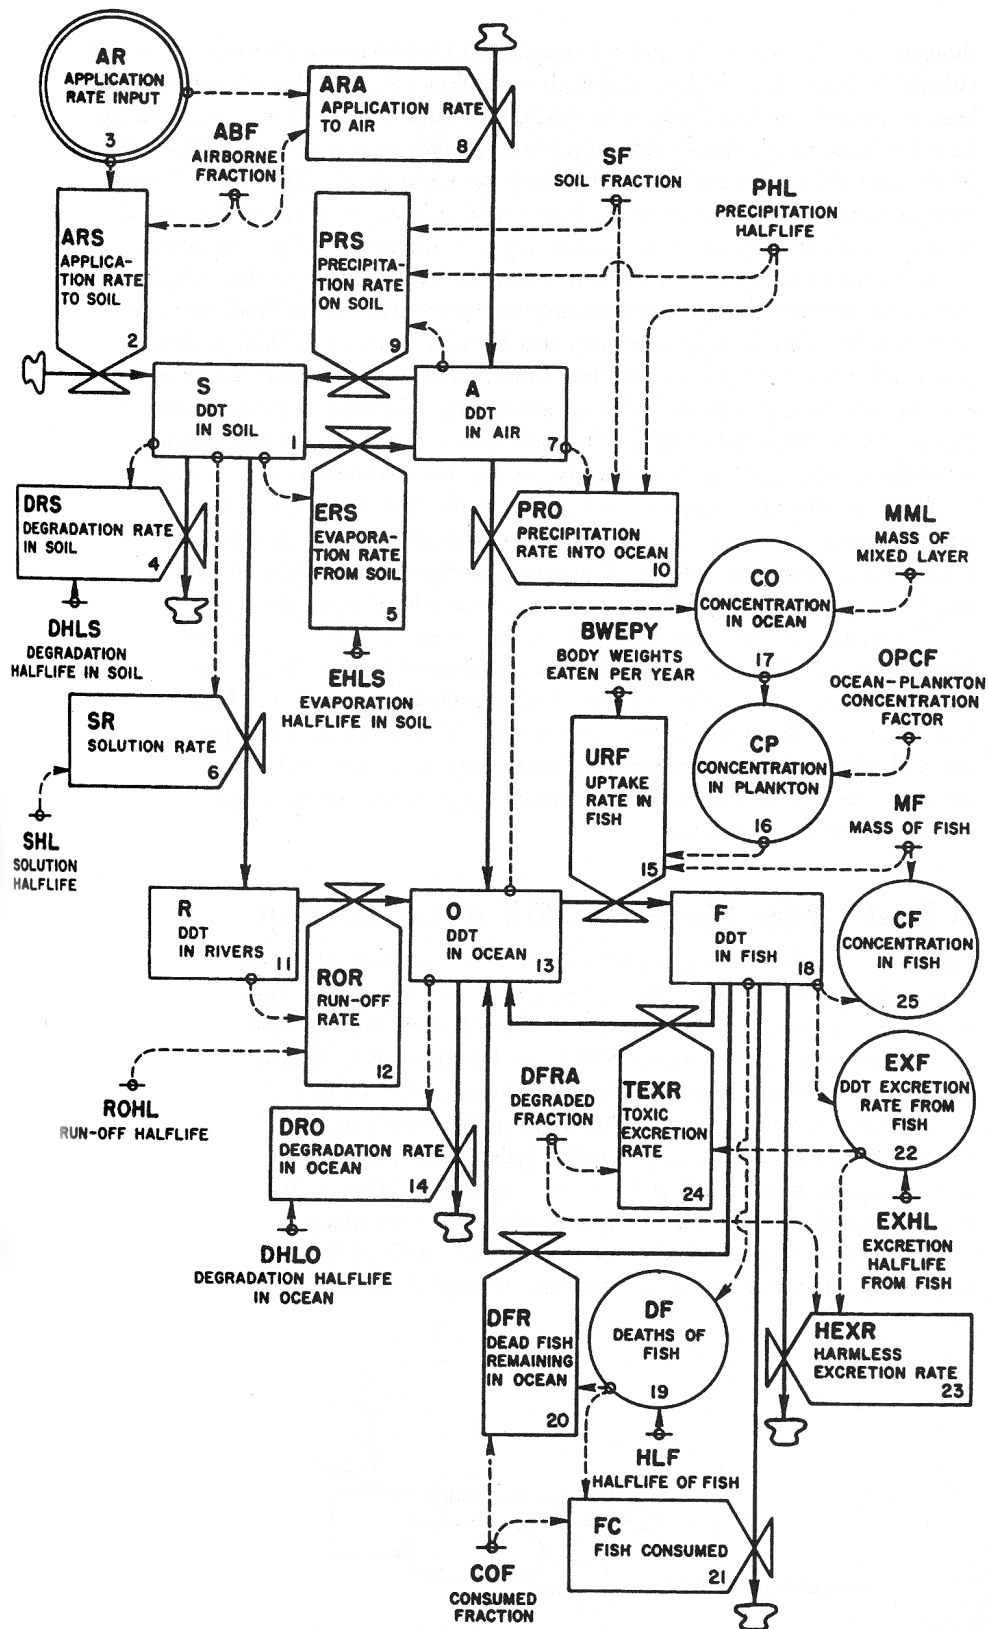 AR
APPLICATION
RATE INPUT
3
ARA
APPLICATION RATE
TO AIR
8
ABF
AIRBORNE
FRACTION
SF
SOIL FRACTION
PHL
PRECIPITATION
HALFLIFE
ARS
APPLICA-
TION RATE
TO SOIL
2
PRS
PRECIPITA-
TION RATE
ON SOIL
9
S
DDT
IN SOIL
1
A
DDT
IN AIR
7
DRS
DEGRADATION RATE
IN SOIL
4
ERS
EVAPORA-
TION RATE
FROM SOIL
5
PRO
PRECIPITATION
RATE INTO OCEAN
10
MML
MASS OF
MIXED LAYER
CO
CONCENTRATION
IN OCEAN
17
DHLS
DEGRADATION
HALFLIFE IN SOIL
EHLS
EVAPORATION
HALFLIFE IN SOIL
BWEPY
BODY WEIGHTS
EATEN PER YEAR
OPCF
OCEAN-PLANKTON
CONCENTRATION
FACTOR
SR
SOLUTION RATE
6
URF
UPTAKE
RATE IN
FISH
15
CP
CONCENTRATION
IN PLANKTON
16
SHL
SOLUTION
HALFLIFE
MF
MASS OF FISH
R
DDT
IN RIVERS
11
O
DDT
IN OCEAN
13
F
DDT
IN FISH
18
CF
CONCENTRATION
IN FISH
25
ROR
RUN-OFF
RATE
12
ROHL
RUN-OFF HALFLIFE
DFRA
DEGRADED
FRACTION
TEXR
TOXIC
EXCRETION
RATE
24
EXF
DDT EXCRETION
RATE FROM
FISH
22
DRO
DEGRADATION RATE
IN OCEAN
14
EXHL
EXCRETION
HALFLIFE
FROM FISH
DHLO
DEGRADATION HALFLIFE
IN OCEAN
DFR
DEAD FISH
REMAINING
IN OCEAN
20
DF
DEATHS OF
FISH
19
HEXR
HARMLESS
EXCRETION RATE
23
HLF
HALFLIFE OF FISH
FC
FISH CONSUMED
21
COF
CONSUMED
FRACTION